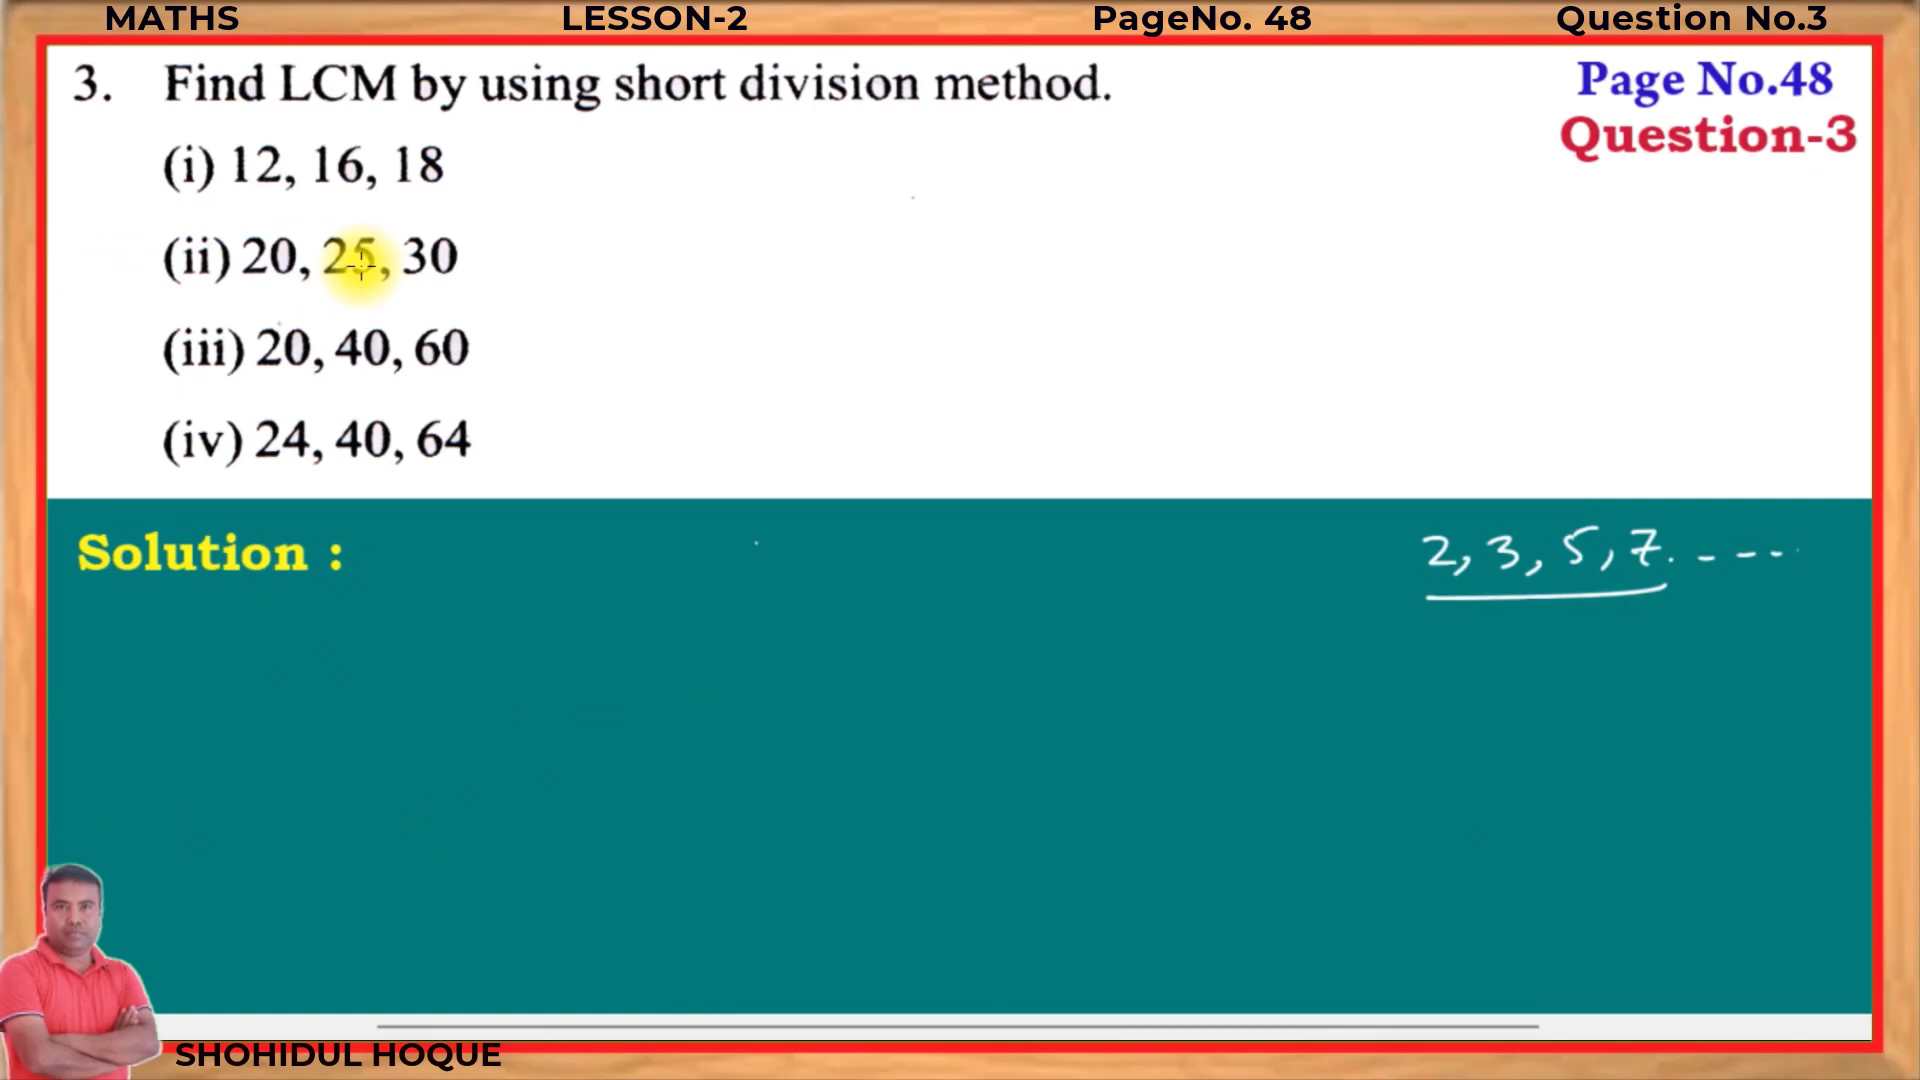 MATHS LESSON-2 PageNo. 48 Question No.3
3. Find LCM by using short division method.
Page No.48
Question-3
(i) 12, 16, 18
(ii) 20, 25, 30
(iii) 20, 40, 60
(iv) 24, 40, 64
Solution :
2, 3, 5, 7. - - -
SHOHIDUL HOQUE